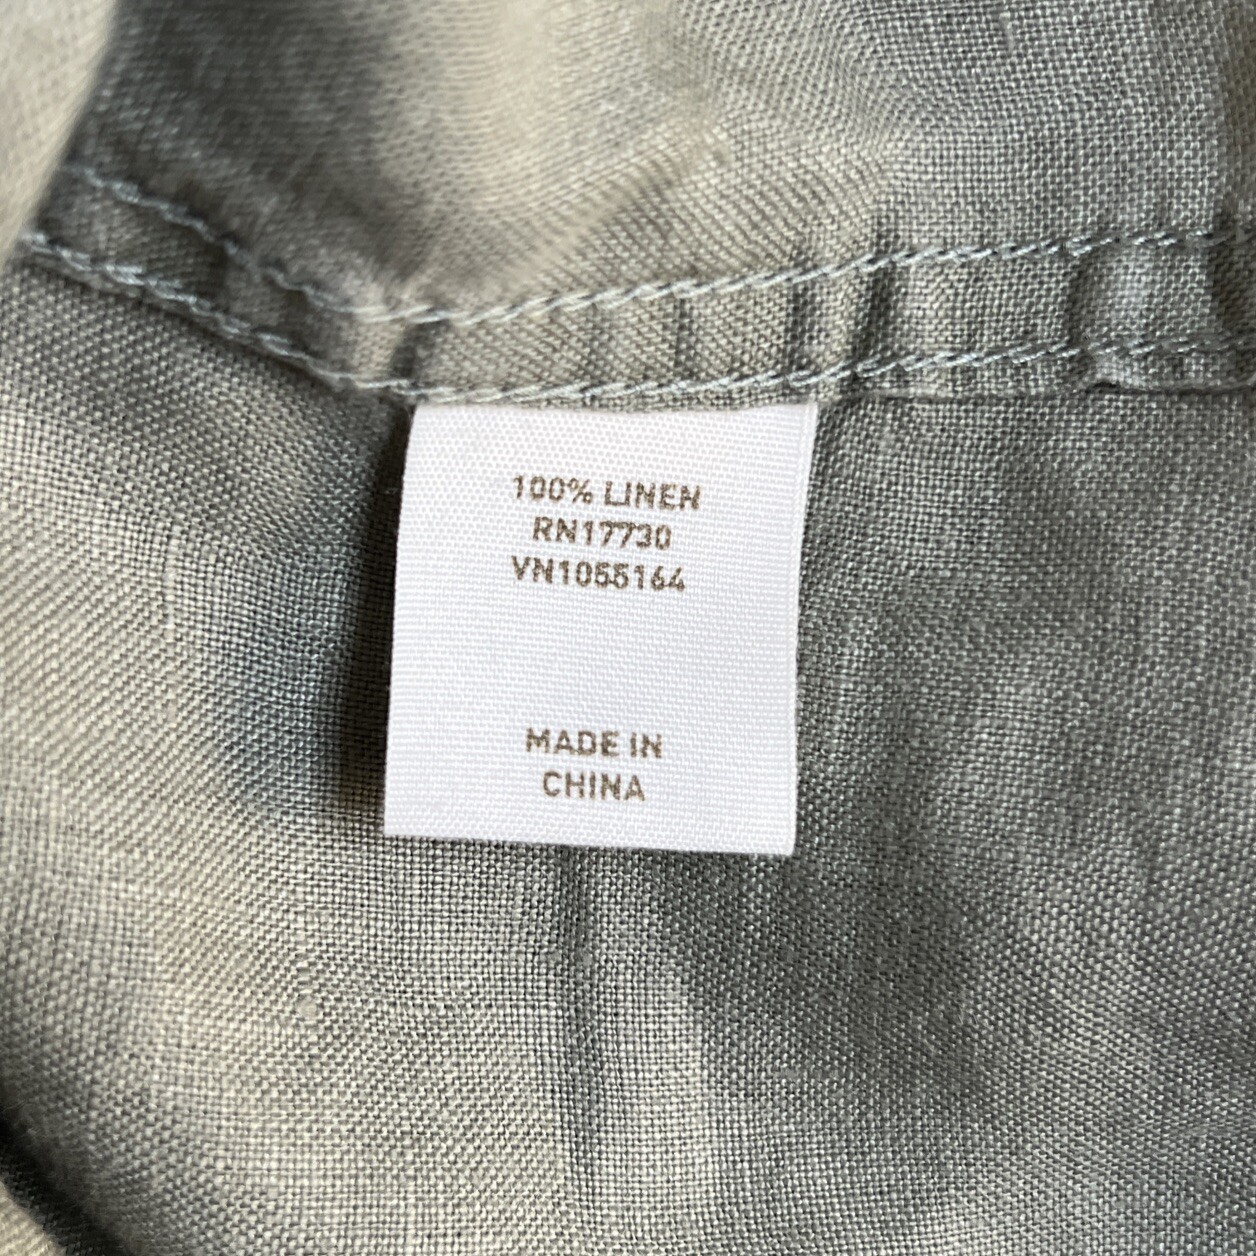 100% LINEN
RN17730
VN1055164
MADE IN
CHINA